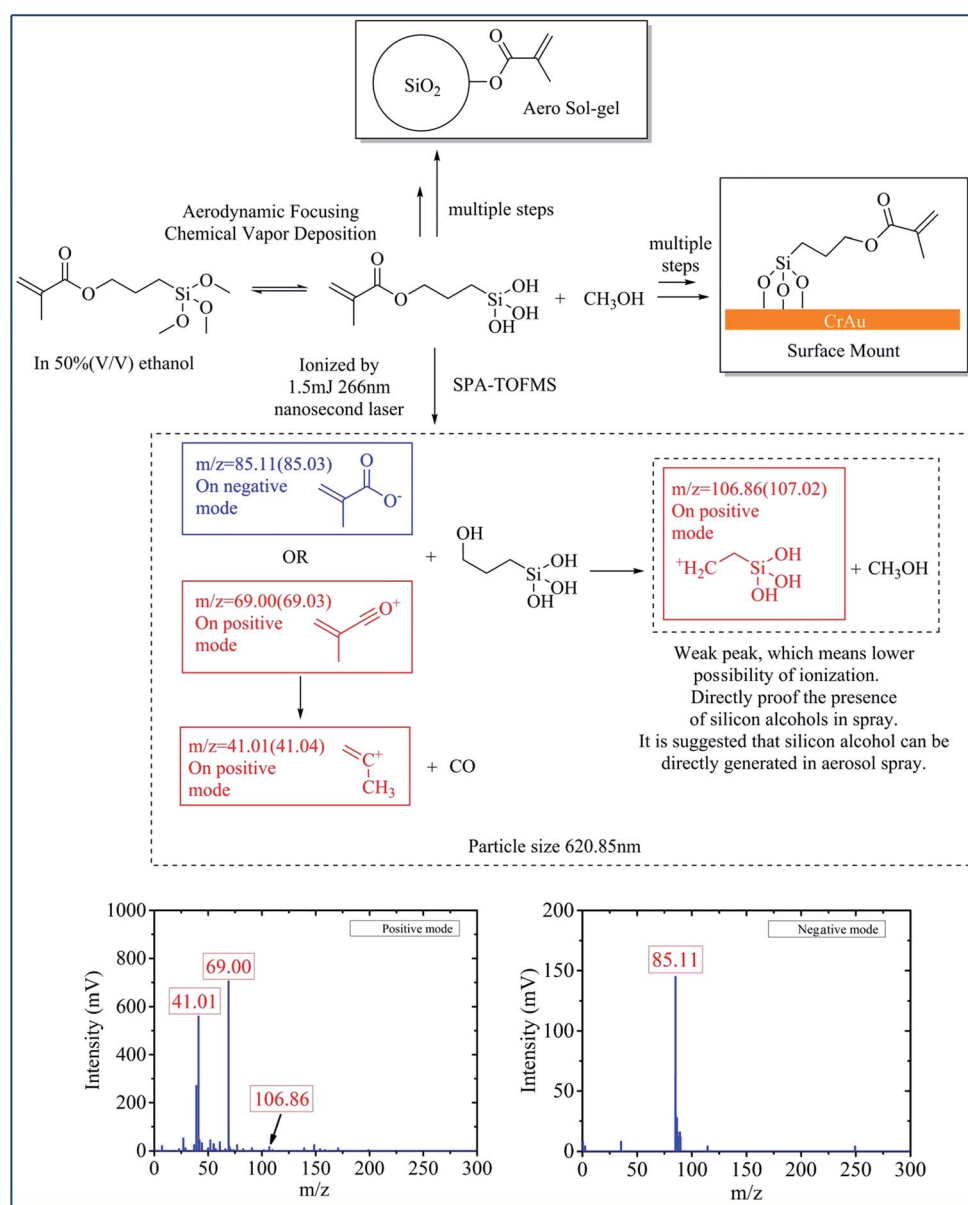 O
SiO2
O
Aero Sol-gel
Aerodynamic Focusing
Chemical Vapor Deposition
multiple steps
multiple
steps
O
O
Si
O
O
O
In 50%(V/V) ethanol
O
O
Si
OH
OH
OH
+ CH3OH
O
O
Si
O
O
O
CrAu
Surface Mount
Ionized by
1.5mJ 266nm
nanosecond laser
SPA-TOFMS
m/z=85.11(85.03)
On negative
mode
O
O-
OR
m/z=69.00(69.03)
On positive
mode
O+
m/z=41.01(41.04)
On positive
mode
C+
CH3
+ CO
+
OH
Si
OH
OH
OH
m/z=106.86(107.02)
On positive
mode
+H2C
Si
OH
OH
OH
+ CH3OH
Weak peak, which means lower
possibility of ionization.
Directly proof the presence
of silicon alcohols in spray.
It is suggested that silicon alcohol can be
directly generated in aerosol spray.
Particle size 620.85nm
Positive mode
Intensity (mV)
1000
800
600
400
200
0
69.00
41.01
106.86
0 50 100 150 200 250 300
m/z
Negative mode
Intensity (mV)
200
150
100
50
0
85.11
0 50 100 150 200 250 300
m/z